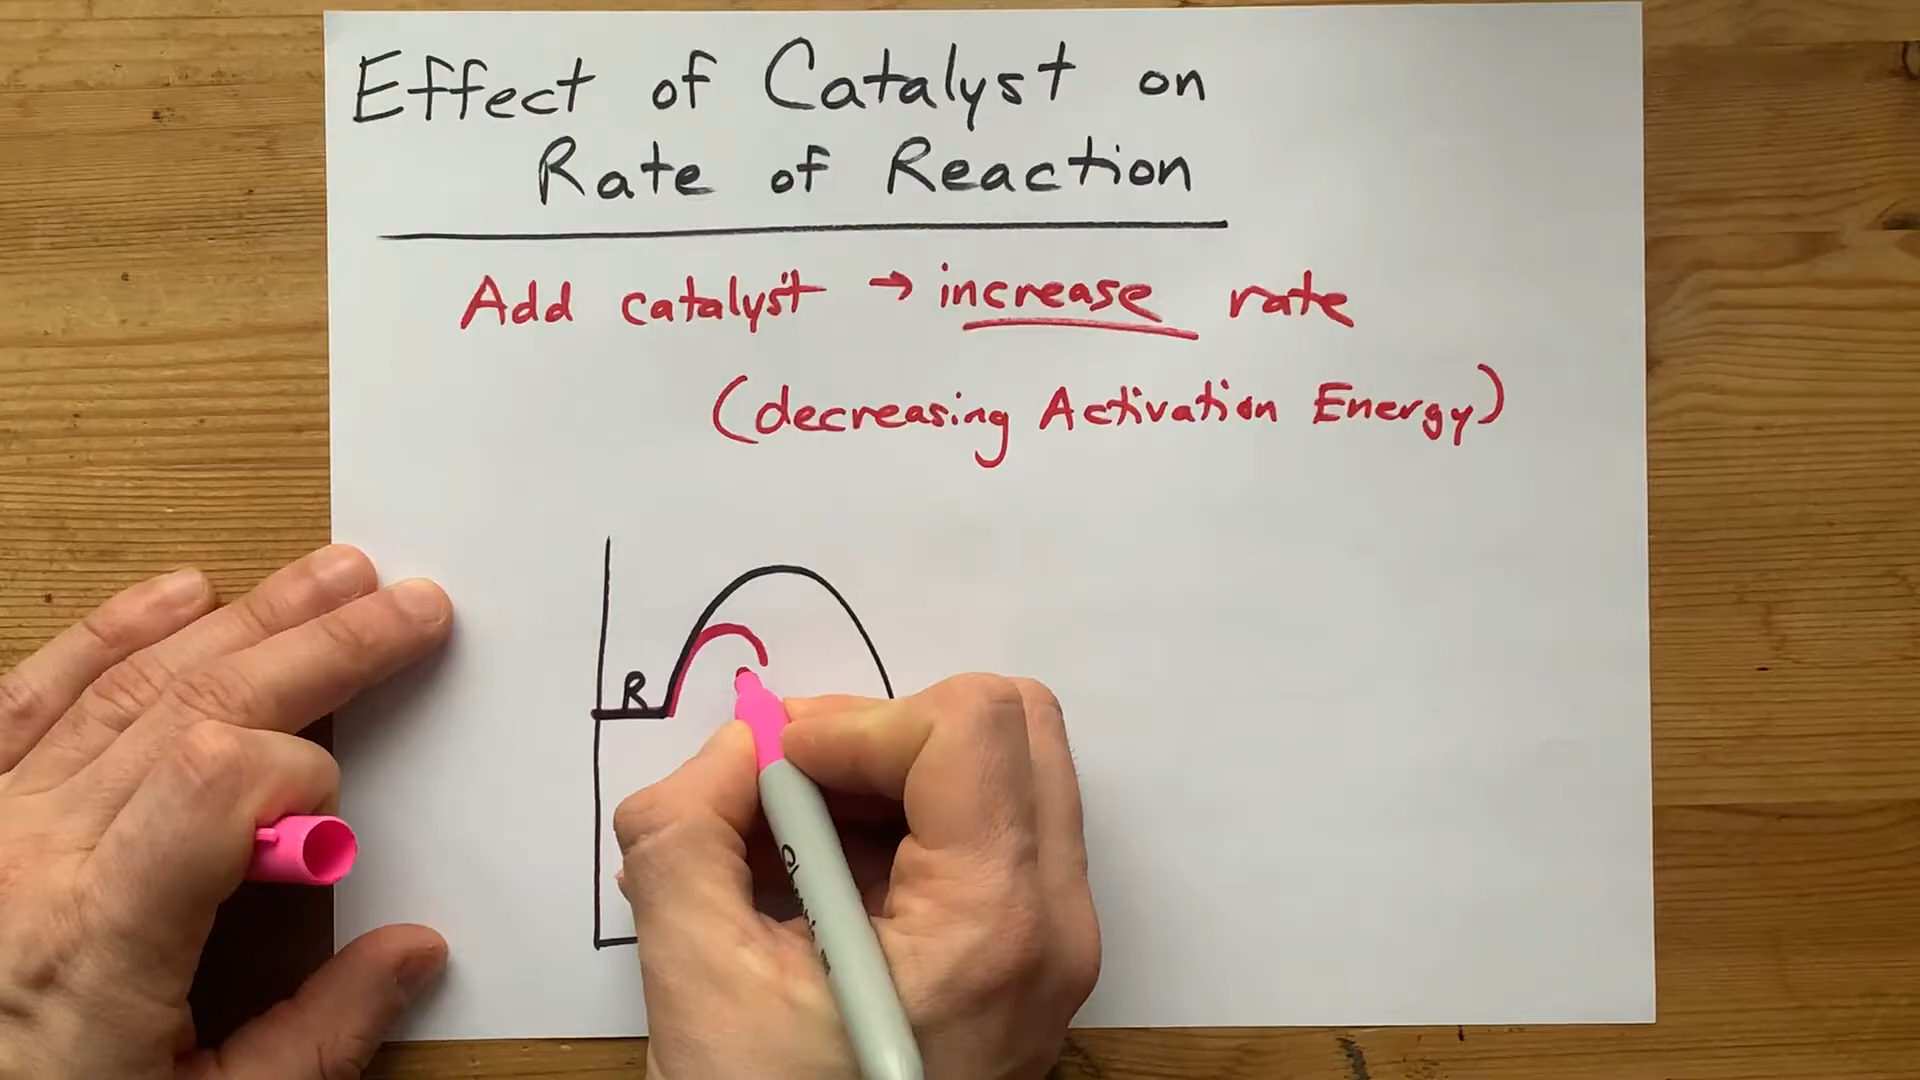 Effect of Catalyst on
Rate of Reaction
Add catalyst → increase rate
(decreasing Activation Energy)
R